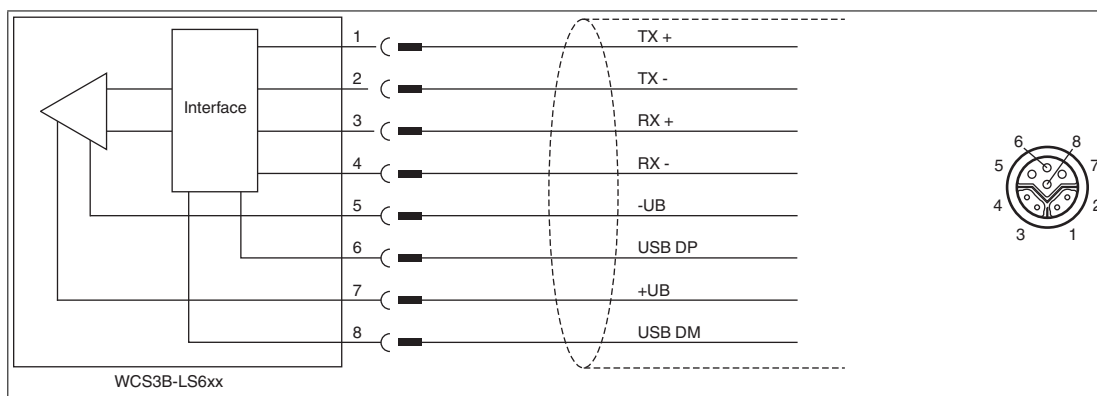 1 TX +
2 TX -
Interface
3 RX +
4 RX -
5 -UB
6 USB DP
7 +UB
8 USB DM
WCS3B-LS6xx
6 8
5 7
4 2
3 1